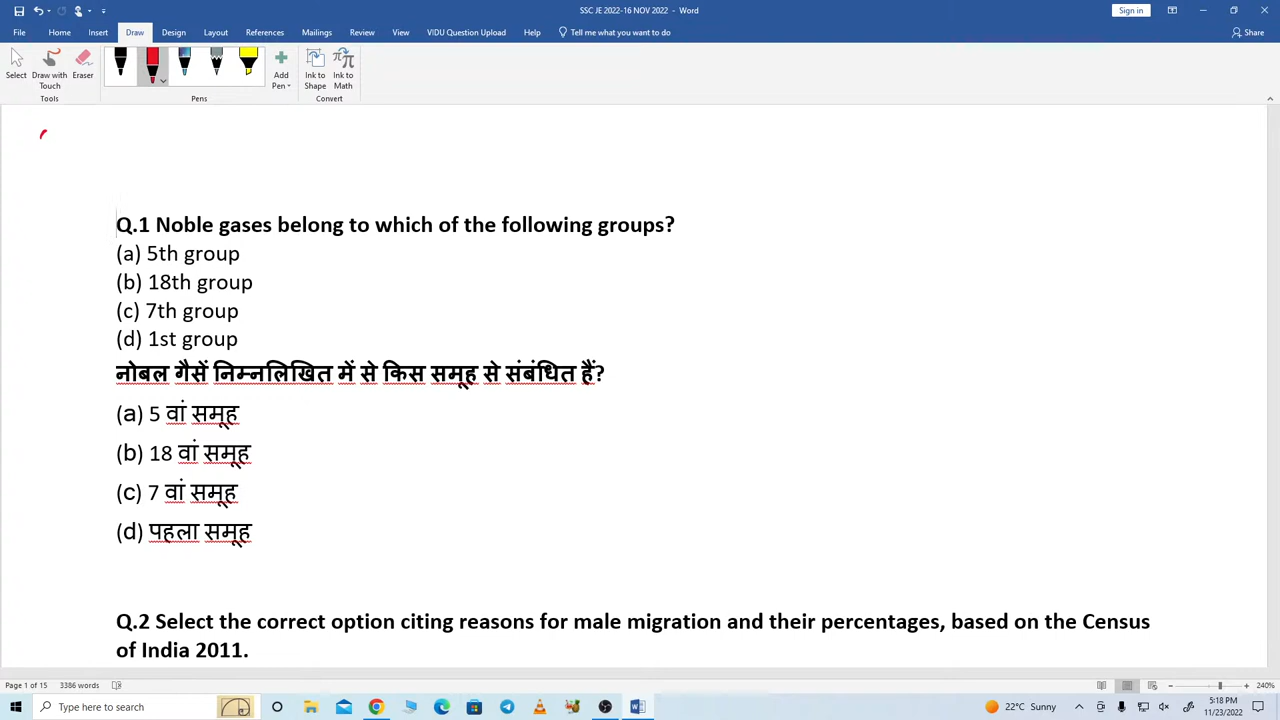 SSC JE 2022-16 NOV 2022 - Word
Sign in
File Home Insert Draw Design Layout References Mailings Review View VIDU Question Upload Help Tell me what you want to do Share
Select Draw with Touch Eraser Add Pen Ink to Shape Ink to Math
Tools Pens Convert
Q.1 Noble gases belong to which of the following groups?
(a) 5th group
(b) 18th group
(c) 7th group
(d) 1st group
नोबल गैसें निम्नलिखित में से किस समूह से संबंधित हैं?
(a) 5 वां समूह
(b) 18 वां समूह
(c) 7 वां समूह
(d) पहला समूह
Q.2 Select the correct option citing reasons for male migration and their percentages, based on the Census
of India 2011.
Page 1 of 15 3386 words 240%
Type here to search 22°C Sunny 5:18 PM
11/23/2022